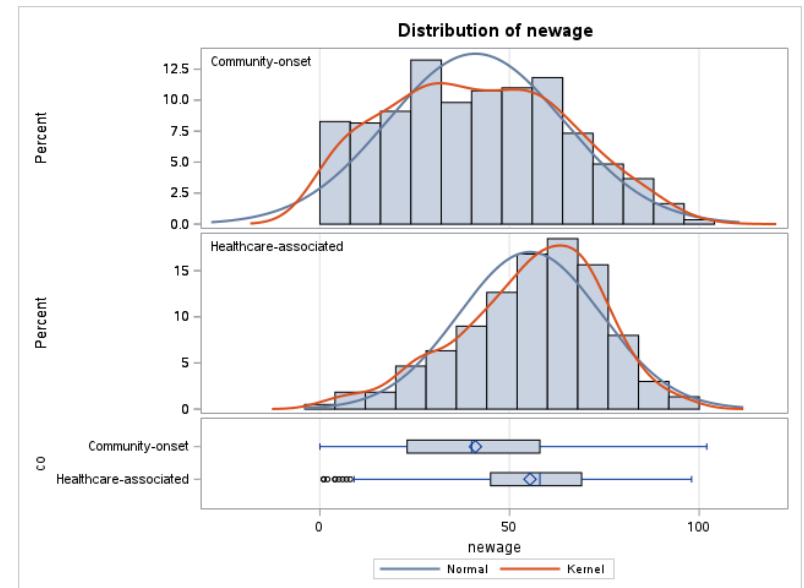 Distribution of newage
Community-onset
Percent
12.5
10.0
7.5
5.0
2.5
0.0
Healthcare-associated
Percent
15
10
5
0
co
Community-onset
Healthcare-associated
0 50 100
newage
Normal Kernel